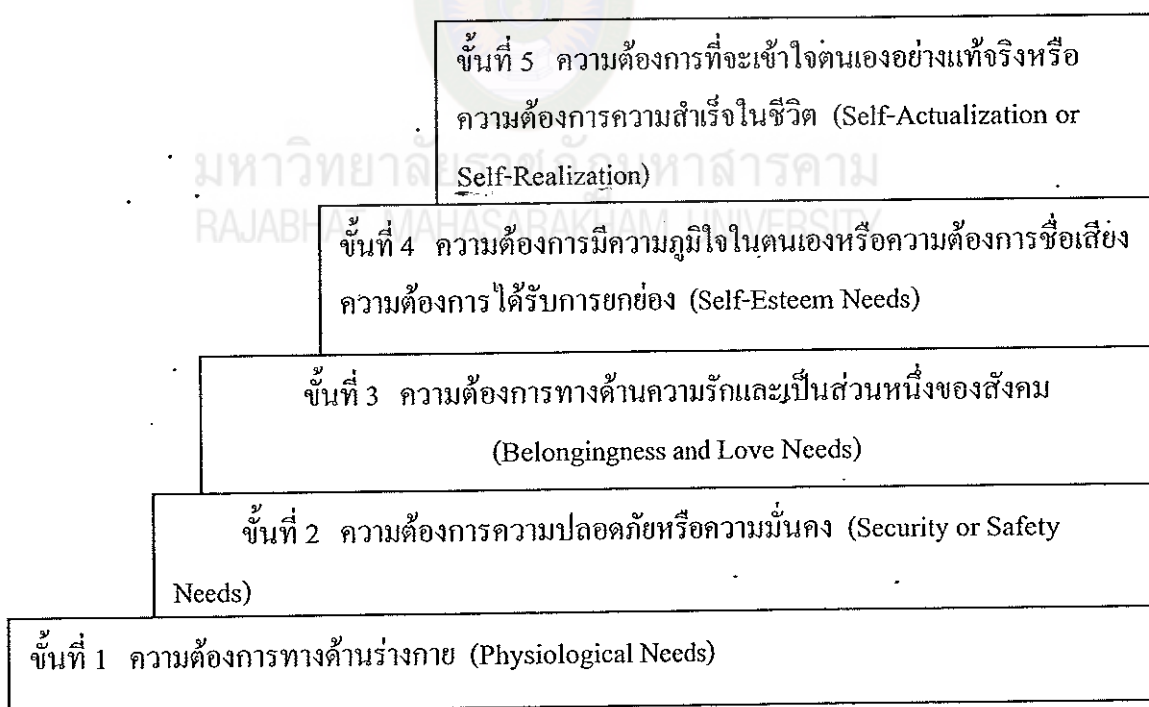 ขั้นที่ 5 ความต้องการที่จะเข้าใจตนเองอย่างแท้จริงหรือ
ความต้องการความสำเร็จในชีวิต (Self-Actualization or
Self-Realization)
มหาวิทยาลัยราชภัฏมหาสารคาม
RAJABHAT MAHASARAKHAM UNIVERSITY
ขั้นที่ 4 ความต้องการมีความภูมิใจในตนเองหรือความต้องการชื่อเสียง
ความต้องการได้รับการยกย่อง (Self-Esteem Needs)
ขั้นที่ 3 ความต้องการทางด้านความรักและเป็นส่วนหนึ่งของสังคม
(Belongingness and Love Needs)
ขั้นที่ 2 ความต้องการความปลอดภัยหรือความมั่นคง (Security or Safety
Needs)
ขั้นที่ 1 ความต้องการทางด้านร่างกาย (Physiological Needs)